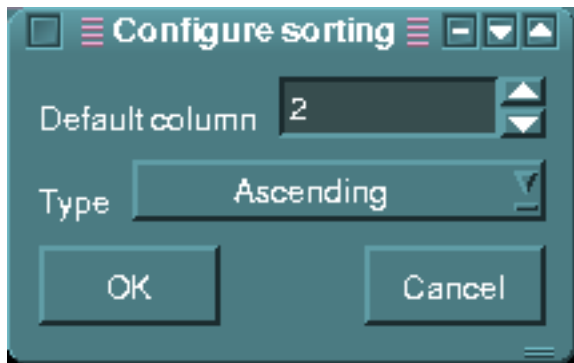 Configure sorting
Default column 2
Type Ascending
OK Cancel